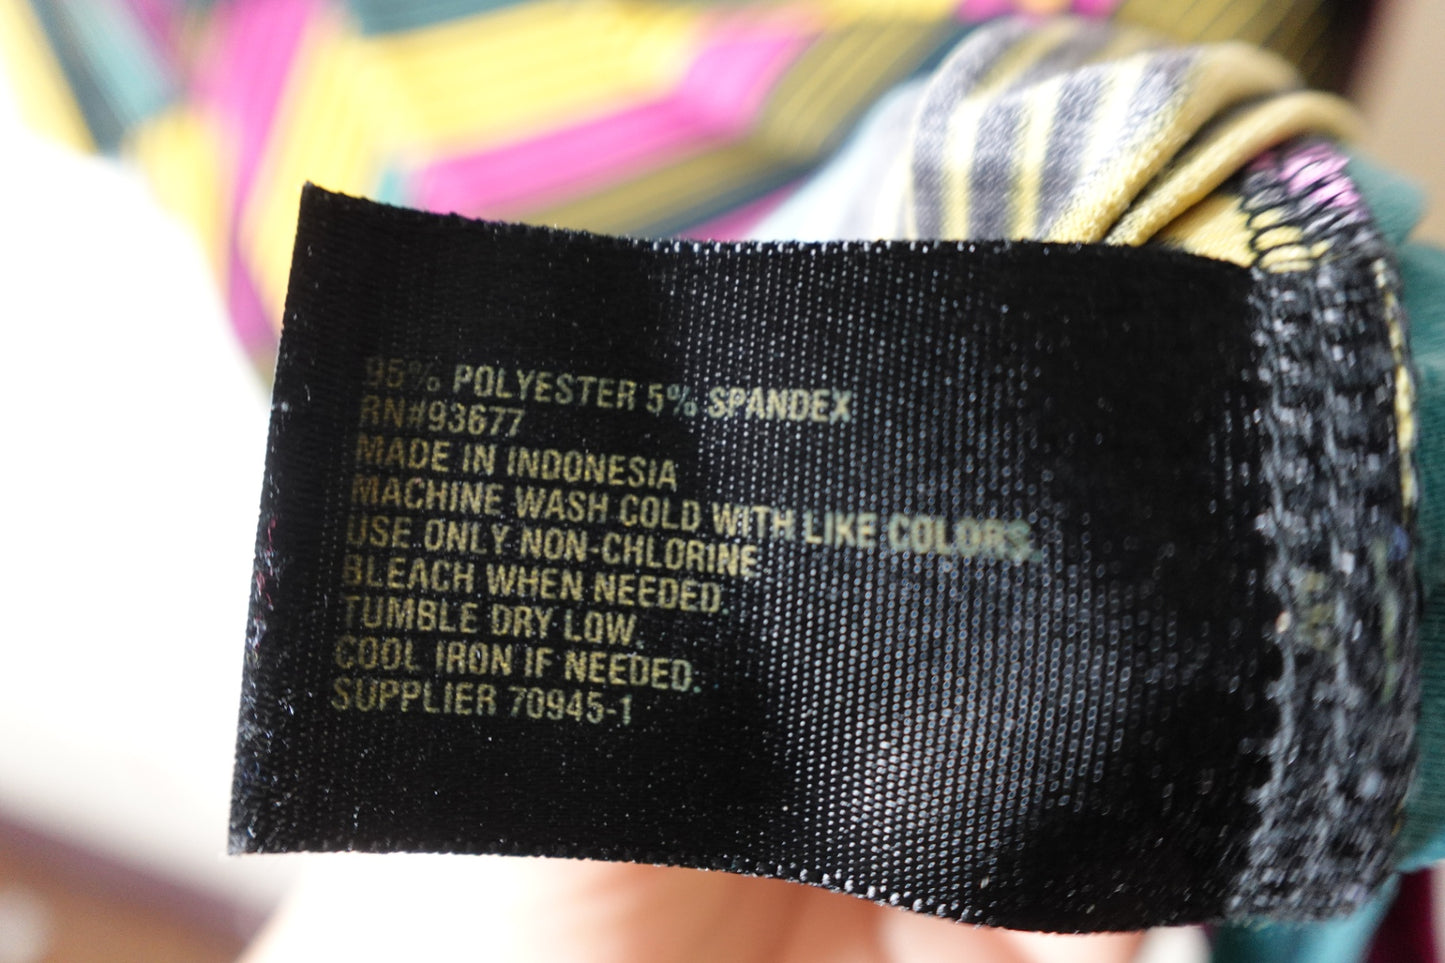 95% POLYESTER 5% SPANDEX
RN#93677
MADE IN INDONESIA
MACHINE WASH COLD WITH LIKE COLORS.
USE ONLY NON-CHLORINE
BLEACH WHEN NEEDED.
TUMBLE DRY LOW.
COOL IRON IF NEEDED.
SUPPLIER 70945-1